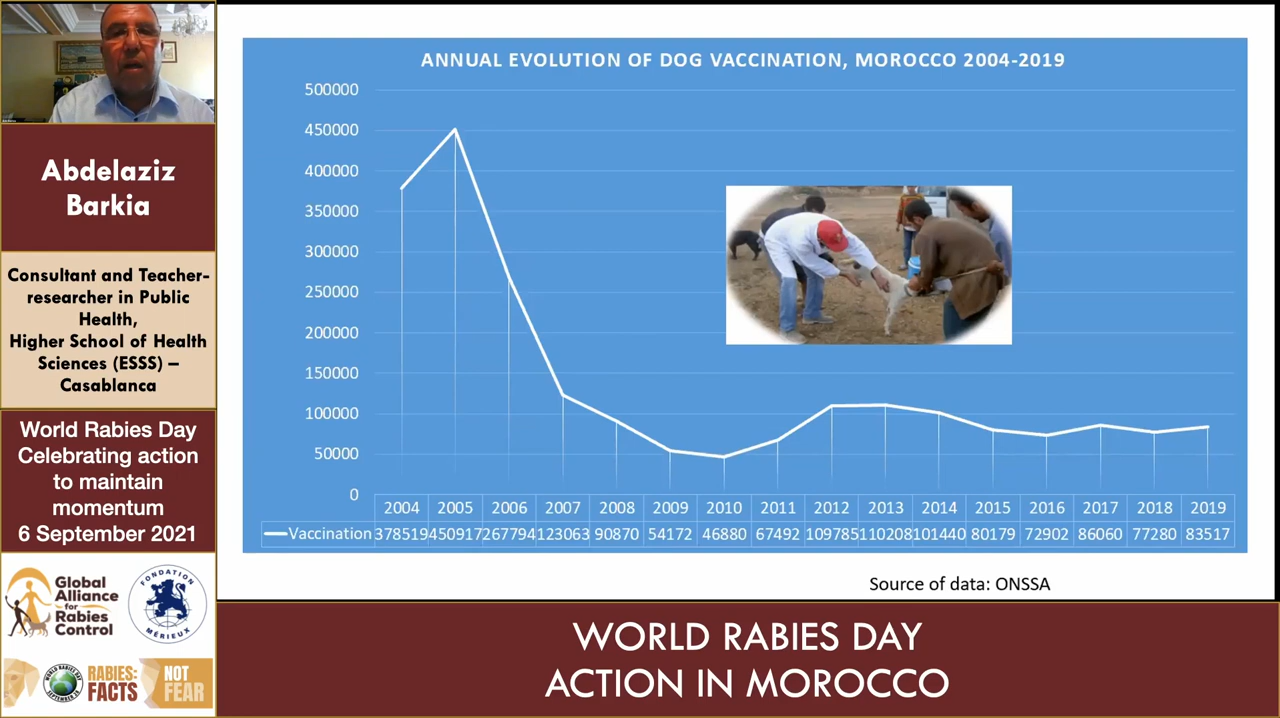 Abdelaziz
Barkia
Consultant and Teacher-
researcher in Public
Health,
Higher School of Health
Sciences (ESSS) –
Casablanca
World Rabies Day
Celebrating action
to maintain
momentum
6 September 2021
Global
Alliance
for
Rabies
Control
FONDATION
MÉRIEUX
WORLD RABIES DAY
SEPTEMBER 28
RABIES:
FACTS
NOT
FEAR
ANNUAL EVOLUTION OF DOG VACCINATION, MOROCCO 2004-2019
500000
450000
400000
350000
300000
250000
200000
150000
100000
50000
0
2004 2005 2006 2007 2008 2009 2010 2011 2012 2013 2014 2015 2016 2017 2018 2019
Vaccination 378519 450917 267794 123063 90870 54172 46880 67492 109785 110208 101440 80179 72902 86060 77280 83517
Source of data: ONSSA
WORLD RABIES DAY
ACTION IN MOROCCO